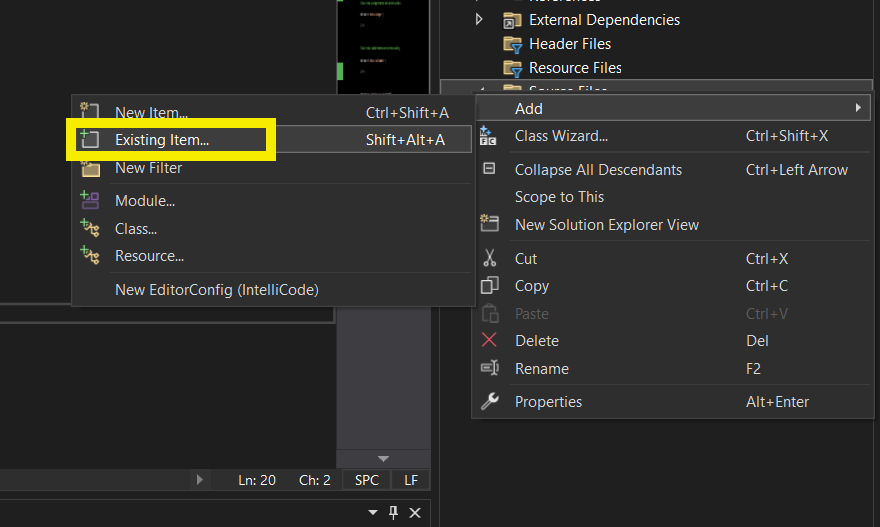 External Dependencies
Header Files
Resource Files
Source Files
New Item... Ctrl+Shift+A
Existing Item... Shift+Alt+A
New Filter
Module...
Class...
Resource...
New EditorConfig (IntelliCode)
Add
Class Wizard... Ctrl+Shift+X
Collapse All Descendants Ctrl+Left Arrow
Scope to This
New Solution Explorer View
Cut Ctrl+X
Copy Ctrl+C
Paste Ctrl+V
Delete Del
Rename F2
Properties Alt+Enter
Ln: 20 Ch: 2 SPC LF